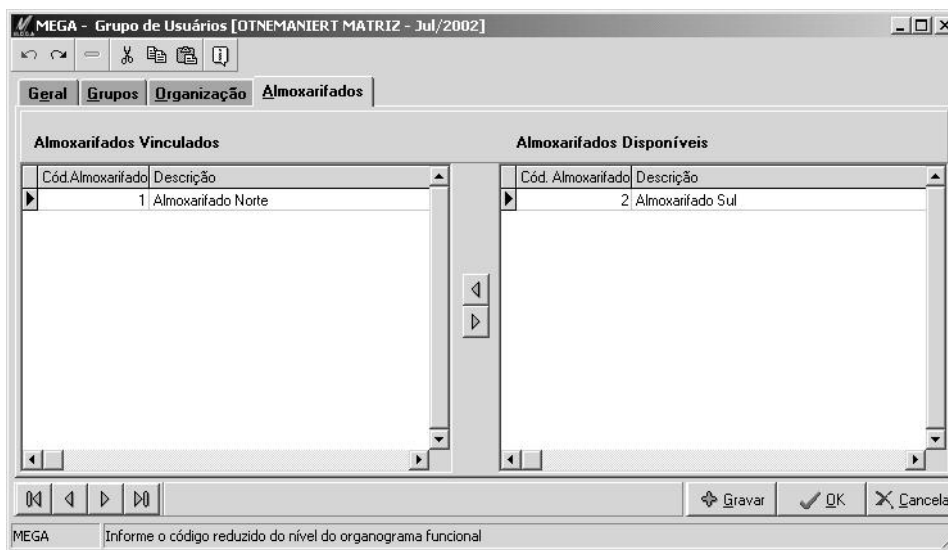 MEGA - Grupo de Usuários [OTNEMANIERT MATRIZ - Jul/2002]
Geral Grupos Organização Almoxarifados
Almoxarifados Vinculados Almoxarifados Disponíveis
Cód.Almoxarifado Descrição Cód. Almoxarifado Descrição
1 Almoxarifado Norte 2 Almoxarifado Sul
Gravar OK Cancela
MEGA Informe o código reduzido do nível do organograma funcional